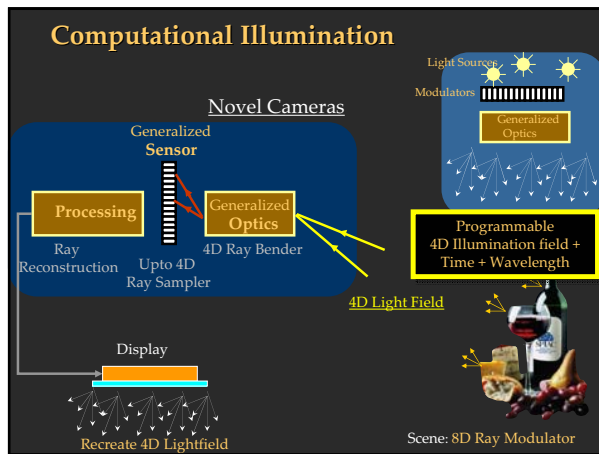 Computational Illumination
Light Sources
Modulators
Generalized
Optics
Novel Cameras
Generalized
Sensor
Processing
Generalized
Optics
Ray
Reconstruction
Upto 4D
Ray Sampler
4D Ray Bender
Programmable
4D Illumination field +
Time + Wavelength
4D Light Field
Display
Recreate 4D Lightfield
Scene: 8D Ray Modulator